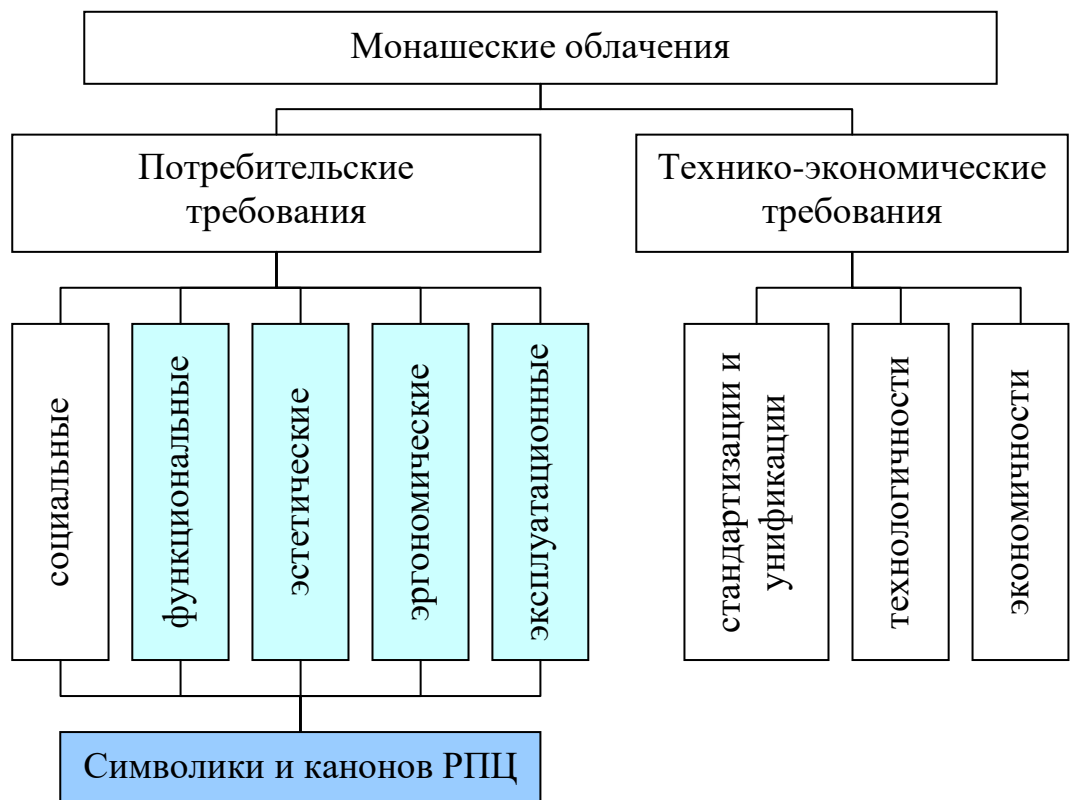 Монашеские облачения
Потребительские
требования
Технико-экономические
требования
социальные
функциональные
эстетические
эргономические
эксплуатационные
стандартизации и
унификации
технологичности
экономичности
Символики и канонов РПЦ